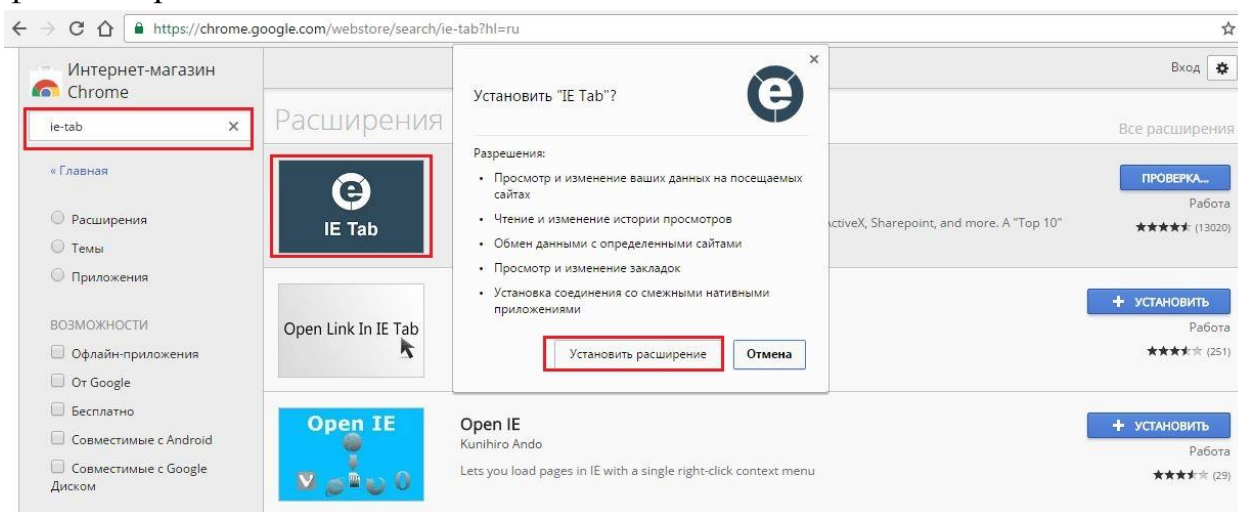 https://chrome.google.com/webstore/search/ie-tab?hl=ru
Интернет-магазин
Chrome
Вход
ie-tab
×
« Главная
Расширения
Темы
Приложения
ВОЗМОЖНОСТИ
Офлайн-приложения
От Google
Бесплатно
Совместимые с Android
Совместимые с Google
Диском
Расширения
Все расширения
IE Tab
Установить "IE Tab"?
×
Разрешения:
• Просмотр и изменение ваших данных на посещаемых
сайтах
• Чтение и изменение истории просмотров
• Обмен данными с определенными сайтами
• Просмотр и изменение закладок
• Установка соединения со смежными нативными
приложениями
Установить расширение
Отмена
ActiveX, Sharepoint, and more. A "Top 10"
ПРОВЕРКА...
Работа
(13020)
Open Link In IE Tab
+ УСТАНОВИТЬ
Работа
(251)
Open IE
Open IE
Kunihiro Ando
Lets you load pages in IE with a single right-click context menu
+ УСТАНОВИТЬ
Работа
(29)